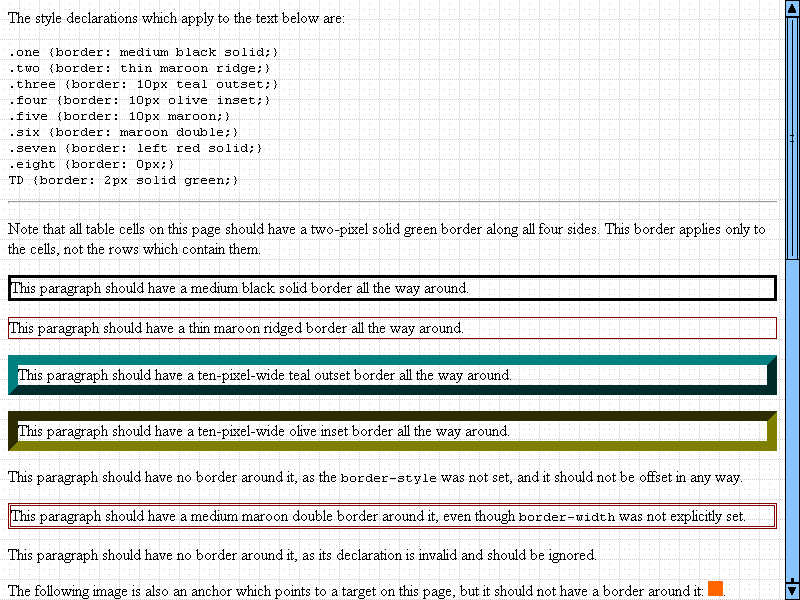 The style declarations which apply to the text below are:
.one {border: medium black solid;}
.two {border: thin maroon ridge;}
.three {border: 10px teal outset;}
.four {border: 10px olive inset;}
.five {border: 10px maroon;}
.six {border: maroon double;}
.seven {border: left red solid;}
.eight {border: 0px;}
TD {border: 2px solid green;}
Note that all table cells on this page should have a two-pixel solid green border along all four sides. This border applies only to
the cells, not the rows which contain them.
This paragraph should have a medium black solid border all the way around.
This paragraph should have a thin maroon ridged border all the way around.
This paragraph should have a ten-pixel-wide teal outset border all the way around.
This paragraph should have a ten-pixel-wide olive inset border all the way around.
This paragraph should have no border around it, as the border-style was not set, and it should not be offset in any way.
This paragraph should have a medium maroon double border around it, even though border-width was not explicitly set.
This paragraph should have no border around it, as its declaration is invalid and should be ignored.
The following image is also an anchor which points to a target on this page, but it should not have a border around it: .